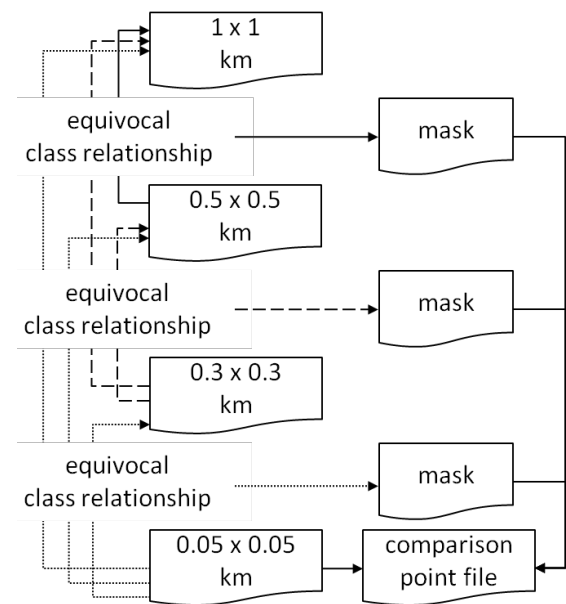 1 x 1
km
equivocal
class relationship
mask
0.5 x 0.5
km
equivocal
class relationship
mask
0.3 x 0.3
km
equivocal
class relationship
mask
0.05 x 0.05
km
comparison
point file